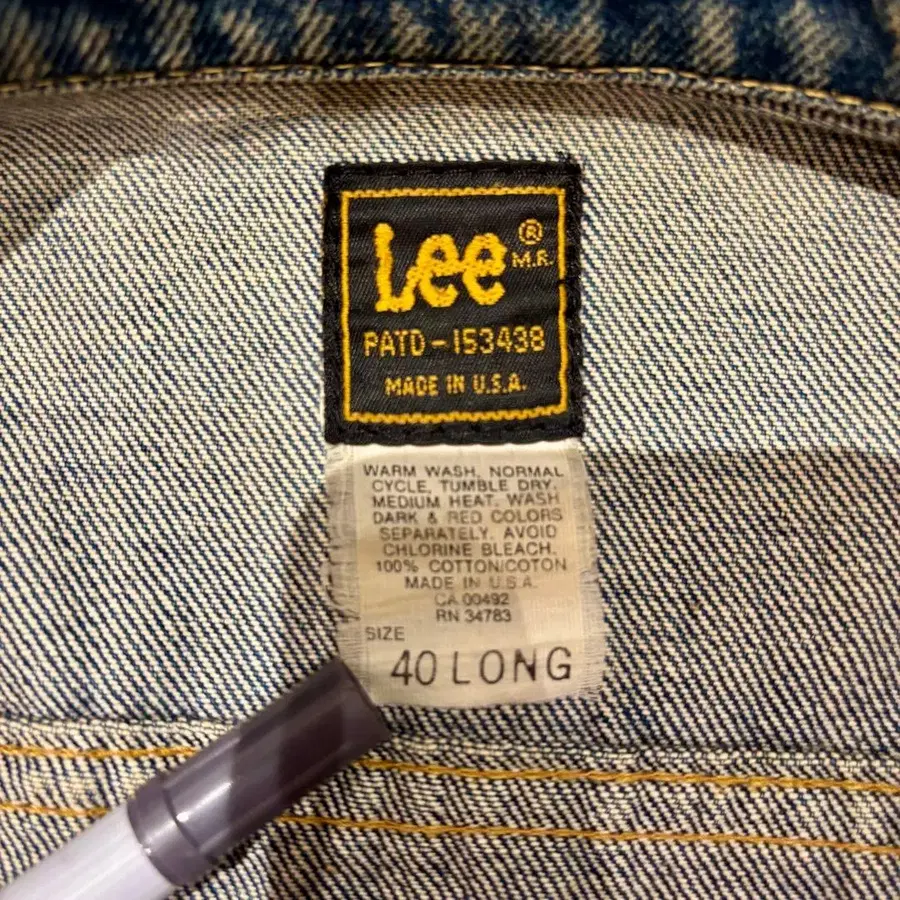 Lee®
M.R.
PATD-153438
MADE IN U.S.A.
WARM WASH, NORMAL
CYCLE, TUMBLE DRY,
MEDIUM HEAT, WASH
DARK & RED COLORS
SEPARATELY. AVOID
CHLORINE BLEACH.
100% COTTON/COTON
MADE IN U.S.A.
CA 00492
RN 34783
SIZE
40 LONG